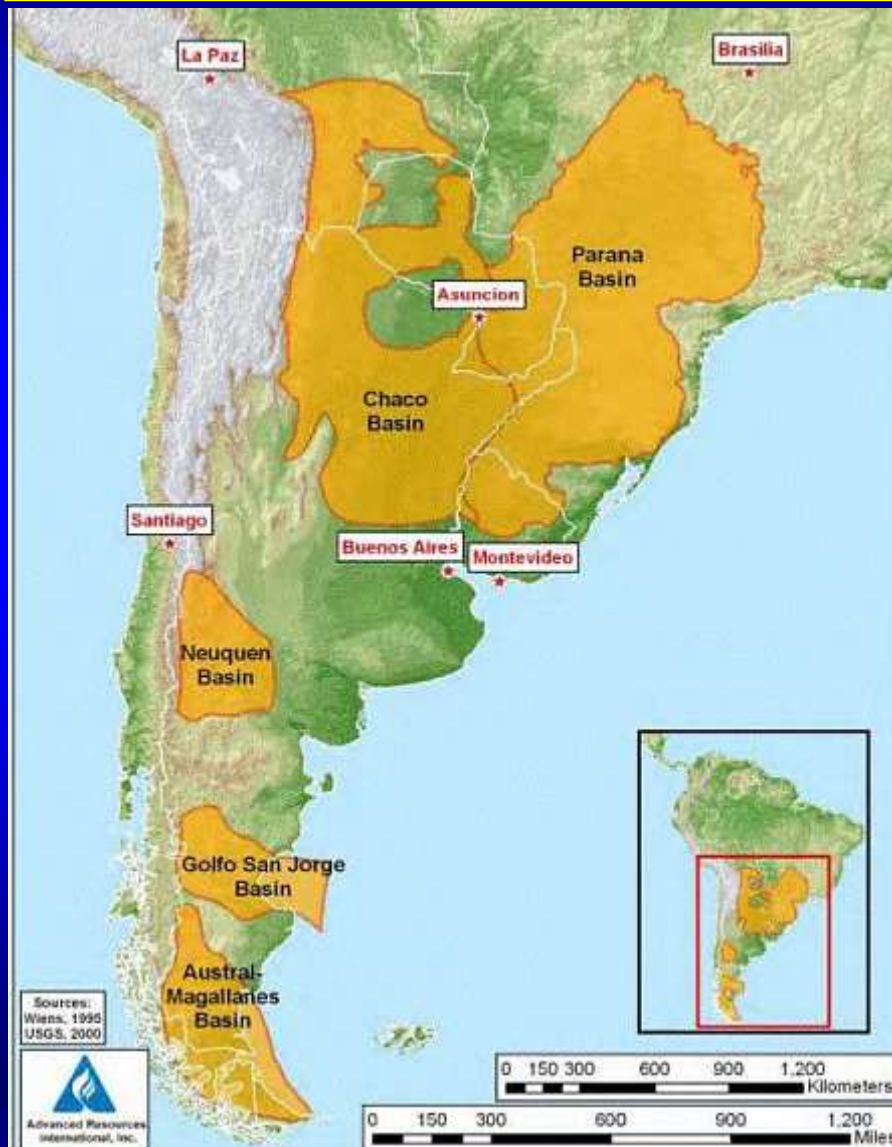 La Paz
Brasilia
Parana
Basin
Asuncion
Chaco
Basin
Santiago
Buenos Aires
Montevideo
Neuquen
Basin
Golfo San Jorge
Basin
Austral-
Magallanes
Basin
Sources:
Wiens, 1995
USGS, 2000
Advanced Resources
International, Inc.
0 150 300 600 900 1,200
Kilometers
0 150 300 600 900 1,200
Miles